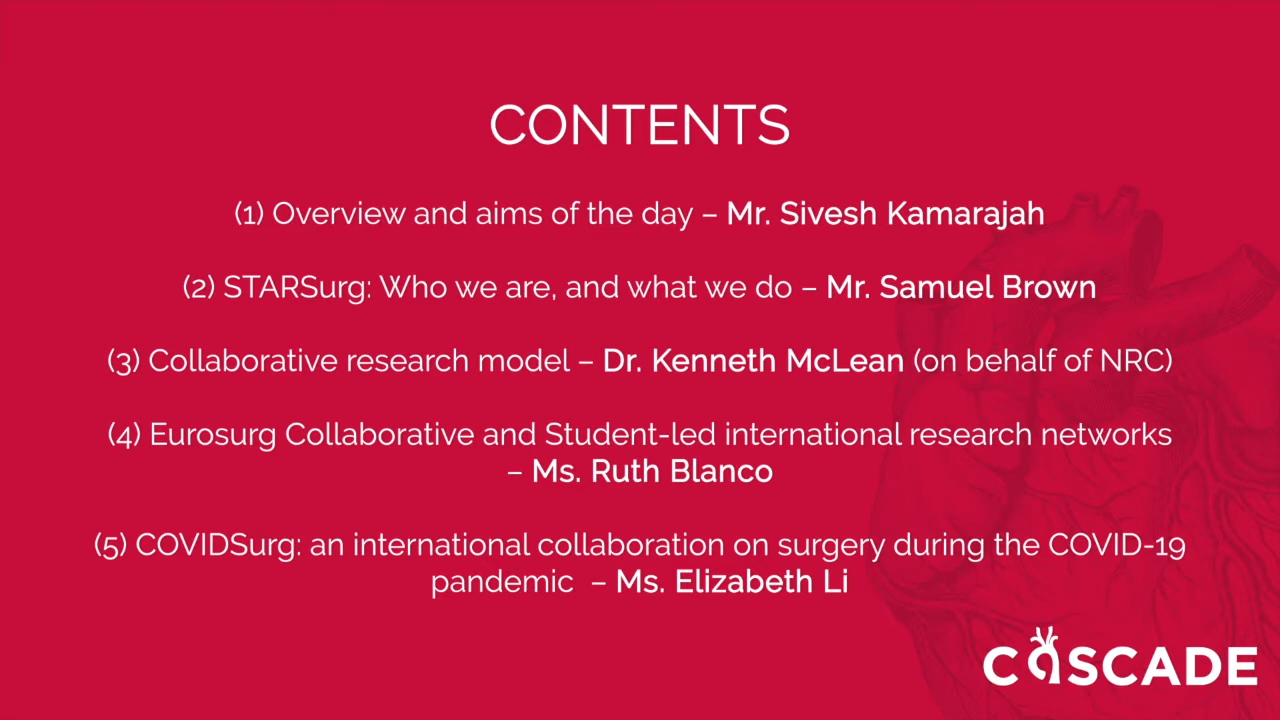 CONTENTS
(1) Overview and aims of the day – Mr. Sivesh Kamarajah
(2) STARSurg: Who we are, and what we do – Mr. Samuel Brown
(3) Collaborative research model – Dr. Kenneth McLean (on behalf of NRC)
(4) Eurosurg Collaborative and Student-led international research networks
– Ms. Ruth Blanco
(5) COVIDSurg: an international collaboration on surgery during the COVID-19
pandemic – Ms. Elizabeth Li
CASCADE